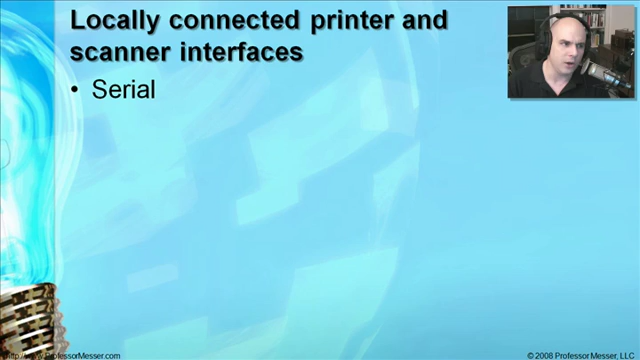 Locally connected printer and
scanner interfaces
• Serial
http://www.ProfessorMesser.com
© 2008 Professor Messer, LLC